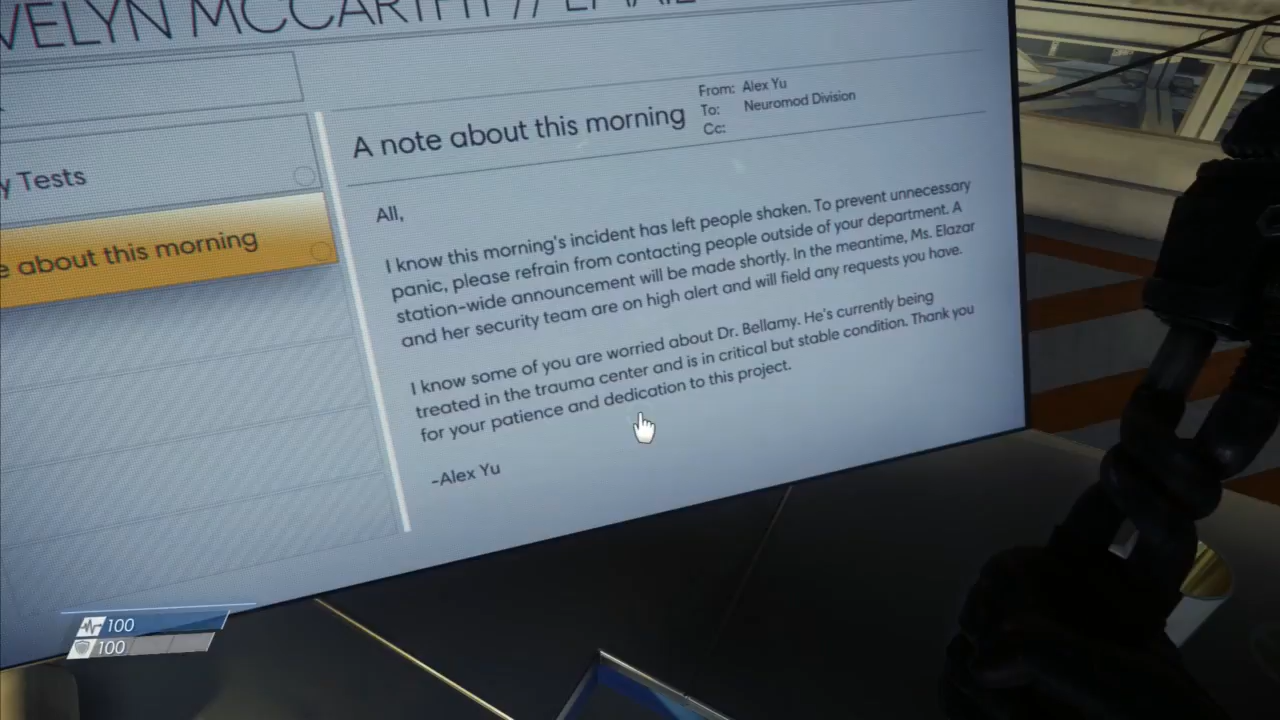 VELYN MCCARTHY // EMAIL
y Tests
e about this morning
A note about this morning
From: Alex Yu
To: Neuromod Division
Cc:
All,
I know this morning's incident has left people shaken. To prevent unnecessary
panic, please refrain from contacting people outside of your department. A
station-wide announcement will be made shortly. In the meantime, Ms. Elazar
and her security team are on high alert and will field any requests you have.
I know some of you are worried about Dr. Bellamy. He's currently being
treated in the trauma center and is in critical but stable condition. Thank you
for your patience and dedication to this project.
-Alex Yu
100
100